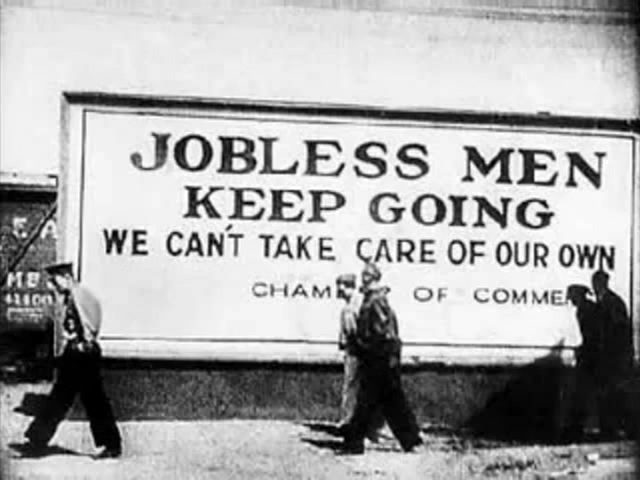 JOBLESS MEN
KEEP GOING
WE CAN'T TAKE CARE OF OUR OWN
CHAM OF COMME